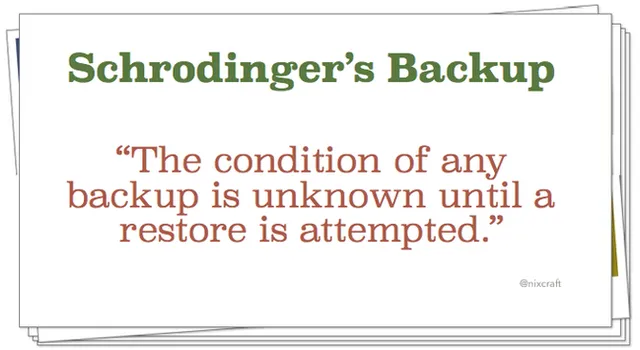 Schrodinger’s Backup
“The condition of any
backup is unknown until a
restore is attempted.”
@nixcraft